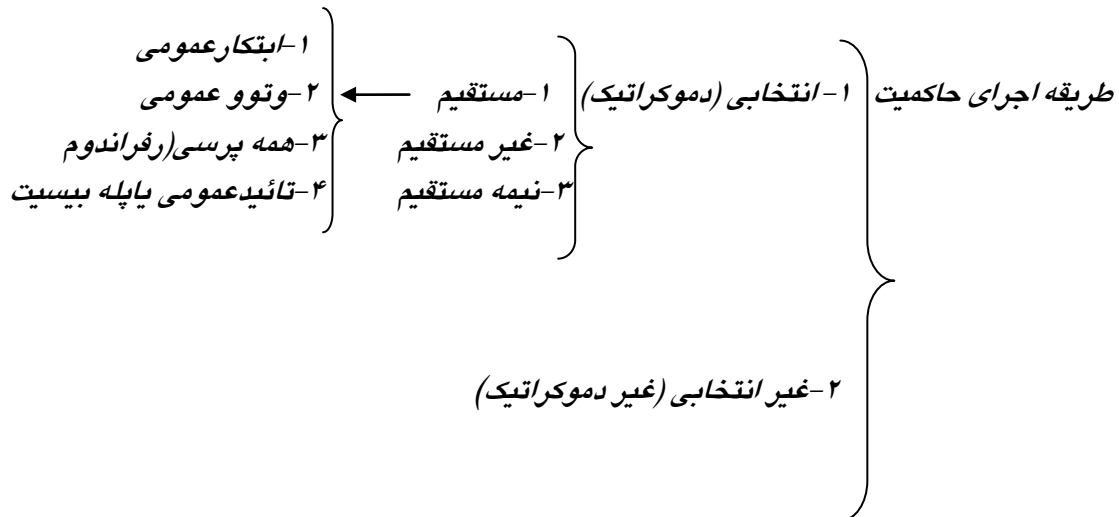 طریقه اجرای حاکمیت
۱- انتخابی (دموکراتیک)
۱-مستقیم
۱-ابتکارعمومی
۲-وتوو عمومی
۳-همه پرسی(رفراندوم
۴-تائیدعمومی یاپله بیسیت
۲-غیر مستقیم
۳-نیمه مستقیم
۲-غیر انتخابی (غیر دموکراتیک)